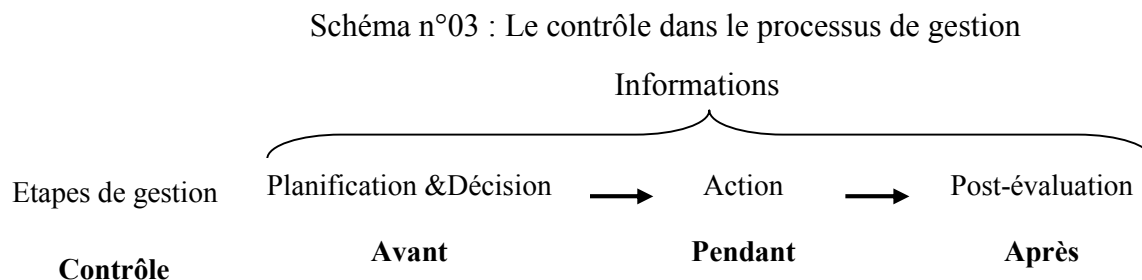 Schéma n°03 : Le contrôle dans le processus de gestion
Informations
Etapes de gestion Planification &Décision Action Post-évaluation
Contrôle Avant Pendant Après